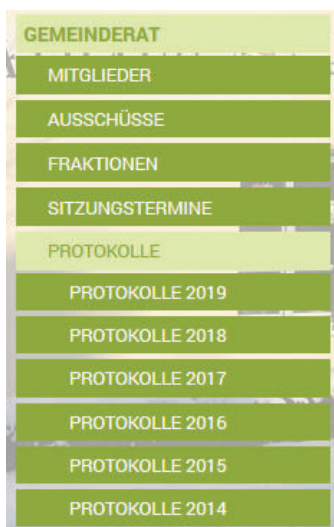 GEMEINDERAT
MITGLIEDER
AUSSCHÜSSE
FRAKTIONEN
SITZUNGSTERMINE
PROTOKOLLE
PROTOKOLLE 2019
PROTOKOLLE 2018
PROTOKOLLE 2017
PROTOKOLLE 2016
PROTOKOLLE 2015
PROTOKOLLE 2014